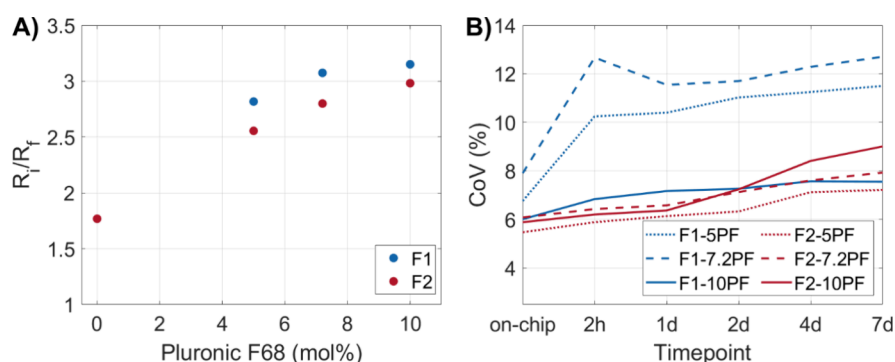 A)
3.5
3
2.5
2
1.5
1
R_i/R_f
0 2 4 6 8 10
Pluronic F68 (mol%)
F1
F2
B)
14
12
10
8
6
4
CoV (%)
on-chip 2h 1d 2d 4d 7d
Timepoint
F1-5PF F2-5PF
F1-7.2PF F2-7.2PF
F1-10PF F2-10PF